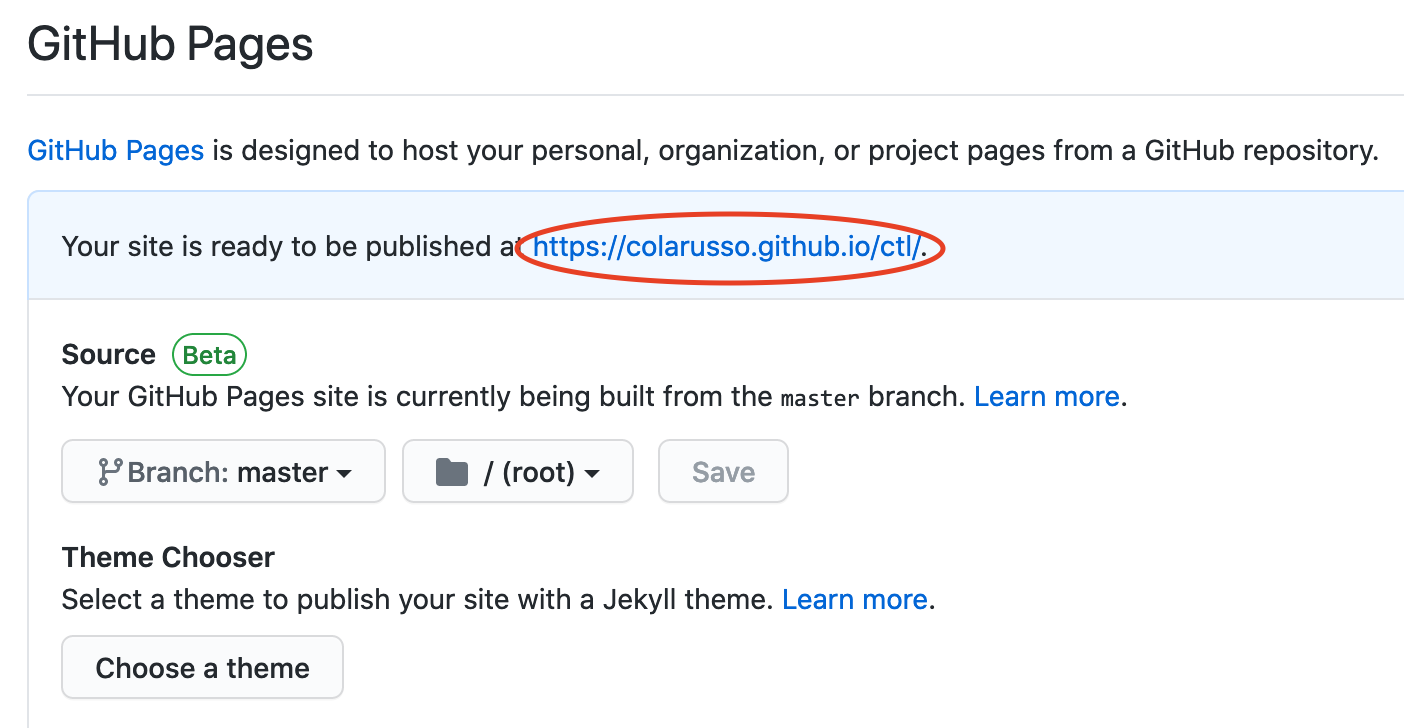 GitHub Pages
GitHub Pages is designed to host your personal, organization, or project pages from a GitHub repository.
Your site is ready to be published at https://colarusso.github.io/ctl/.
Source Beta
Your GitHub Pages site is currently being built from the master branch. Learn more.
Branch: master / (root) Save
Theme Chooser
Select a theme to publish your site with a Jekyll theme. Learn more.
Choose a theme